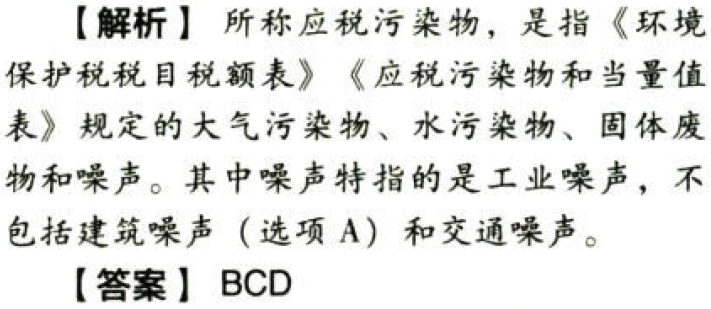 【解析】 所称应税污染物，是指《环境
保护税税目税额表》《应税污染物和当量值
表》规定的大气污染物、水污染物、固体废
物和噪声。其中噪声特指的是工业噪声，不
包括建筑噪声（选项 A）和交通噪声。
【答案】 BCD